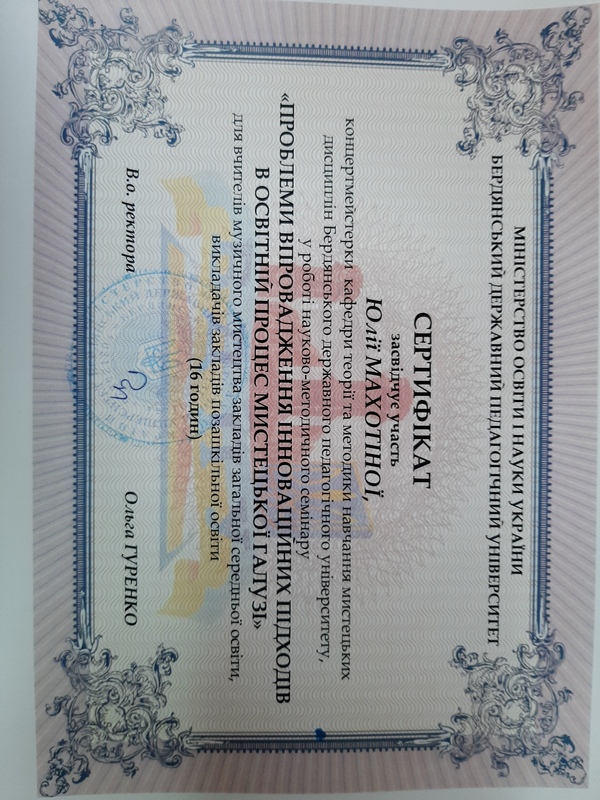 МІНІСТЕРСТВО ОСВІТИ І НАУКИ УКРАЇНИ
БЕРДЯНСЬКИЙ ДЕРЖАВНИЙ ПЕДАГОГІЧНИЙ УНІВЕРСИТЕТ
СЕРТИФІКАТ
засвідчує участь
Юлії МАХОТІНОЇ,
концертмейстерки кафедри теорії та методики навчання мистецьких
дисциплін Бердянського державного педагогічного університету,
у роботі науково-методичного семінару
«ПРОБЛЕМИ ВПРОВАДЖЕННЯ ІННОВАЦІЙНИХ ПІДХОДІВ
В ОСВІТНІЙ ПРОЦЕС МИСТЕЦЬКОЇ ГАЛУЗІ»
для вчителів музичного мистецтва закладів загальної середньої освіти,
викладачів закладів позашкільної освіти
(16 годин)
В.о. ректора Ольга ГУРЕНКО